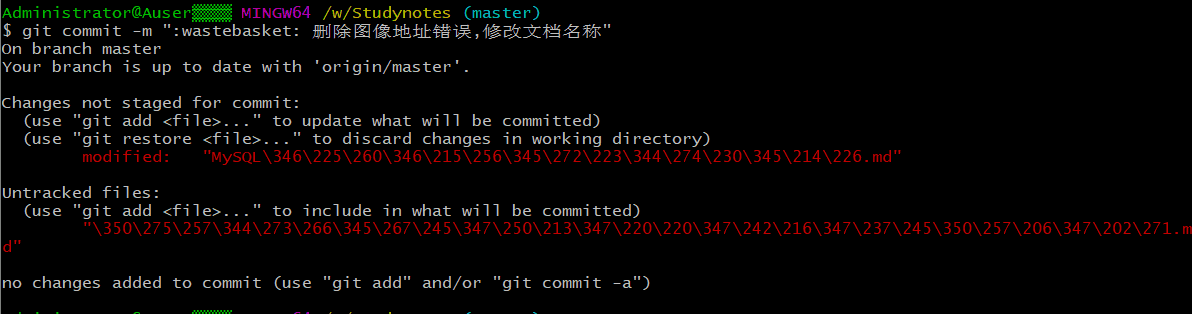 Administrator@Auser▒▒▒▒ MINGW64 /w/Studynotes (master)
$ git commit -m ":wastebasket: 删除图像地址错误,修改文档名称"
On branch master
Your branch is up to date with 'origin/master'.
Changes not staged for commit:
(use "git add <file>..." to update what will be committed)
(use "git restore <file>..." to discard changes in working directory)
modified: "MySQL\346\225\260\346\215\256\345\272\223\344\274\230\345\214\226.md"
Untracked files:
(use "git add <file>..." to include in what will be committed)
"\350\275\257\344\273\266\345\267\245\347\250\213\347\220\220\347\242\216\347\237\245\350\257\206\347\202\271.m
d"
no changes added to commit (use "git add" and/or "git commit -a")